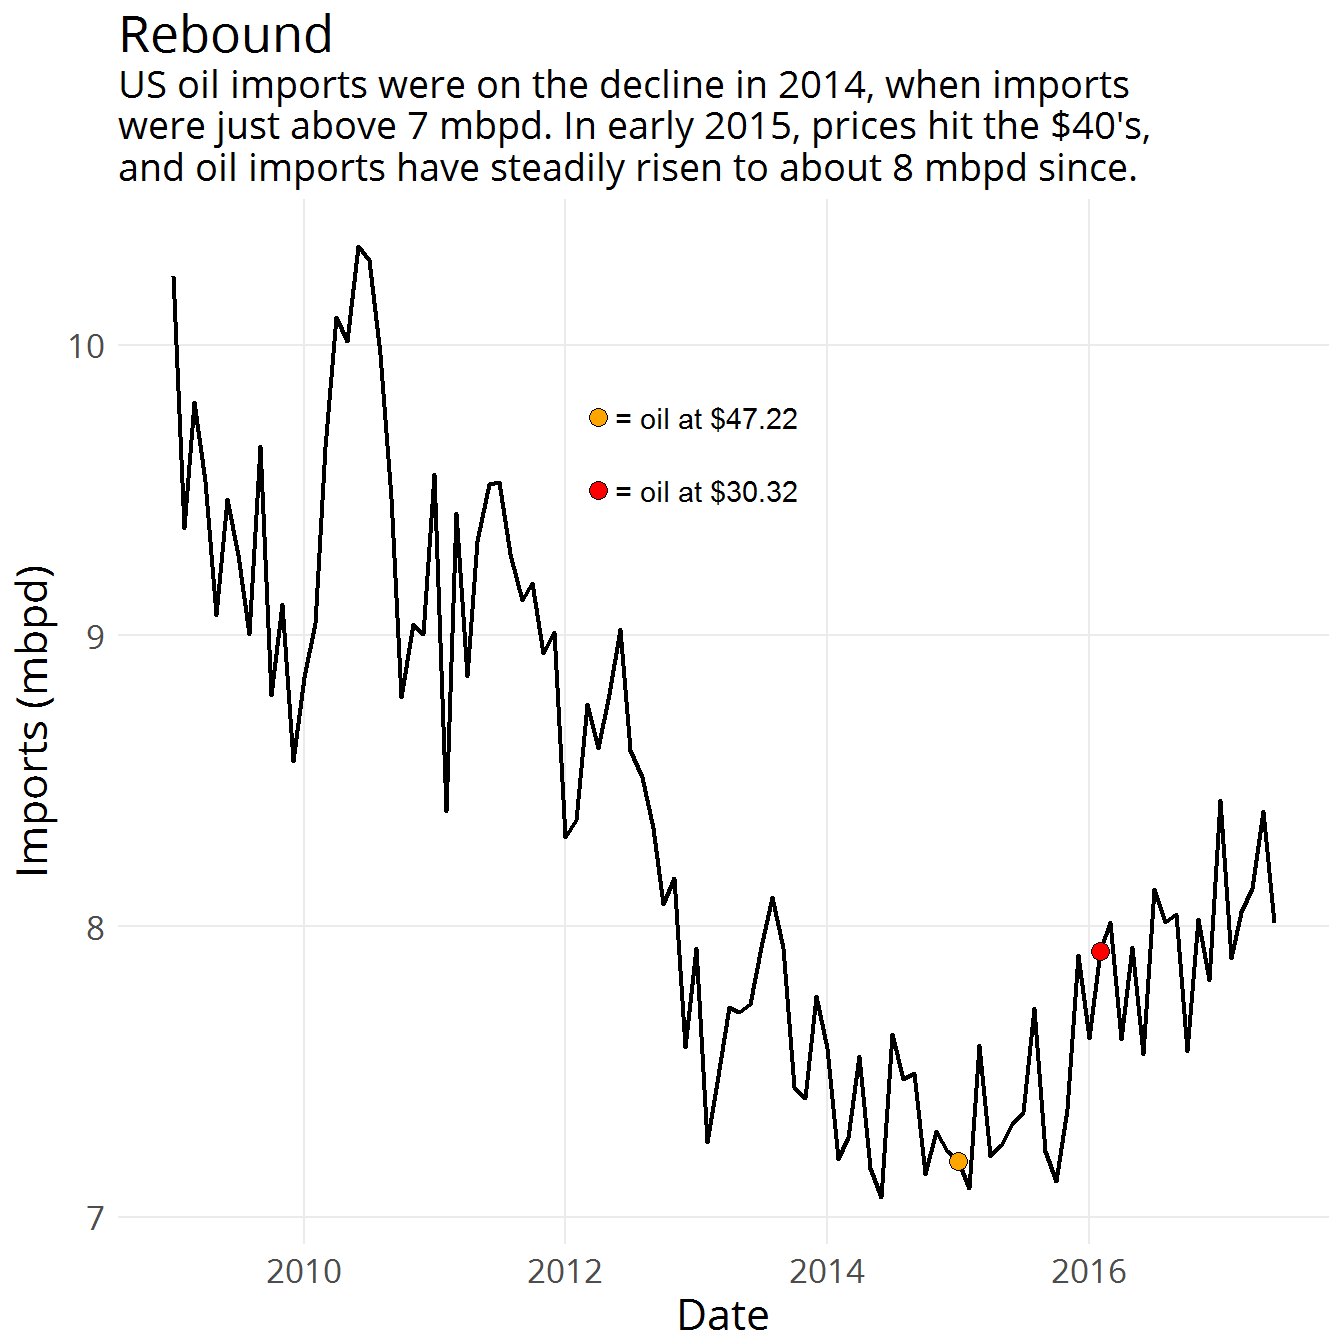 Rebound
US oil imports were on the decline in 2014, when imports
were just above 7 mbpd. In early 2015, prices hit the $40's,
and oil imports have steadily risen to about 8 mbpd since.
10
9
8
7
Imports (mbpd)
= oil at $47.22
= oil at $30.32
2010 2012 2014 2016
Date